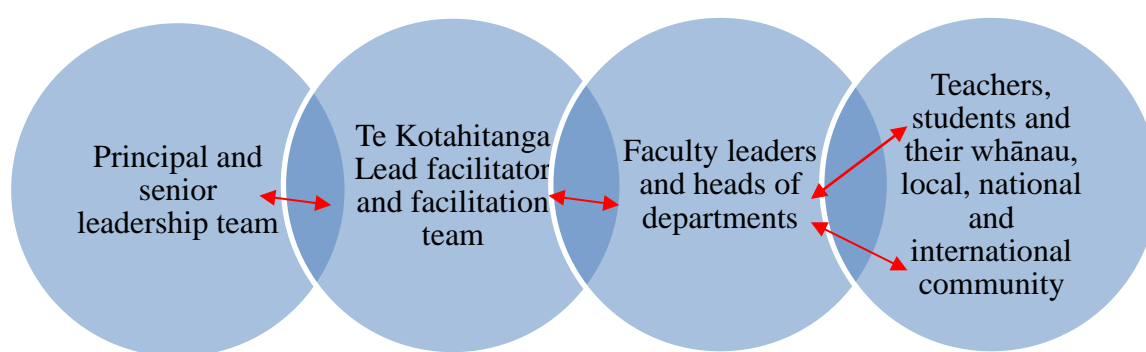 Principal and
senior
leadership team
Te Kotahitanga
Lead facilitator
and facilitation
team
Faculty leaders
and heads of
departments
Teachers,
students and
their whānau,
local, national
and
international
community